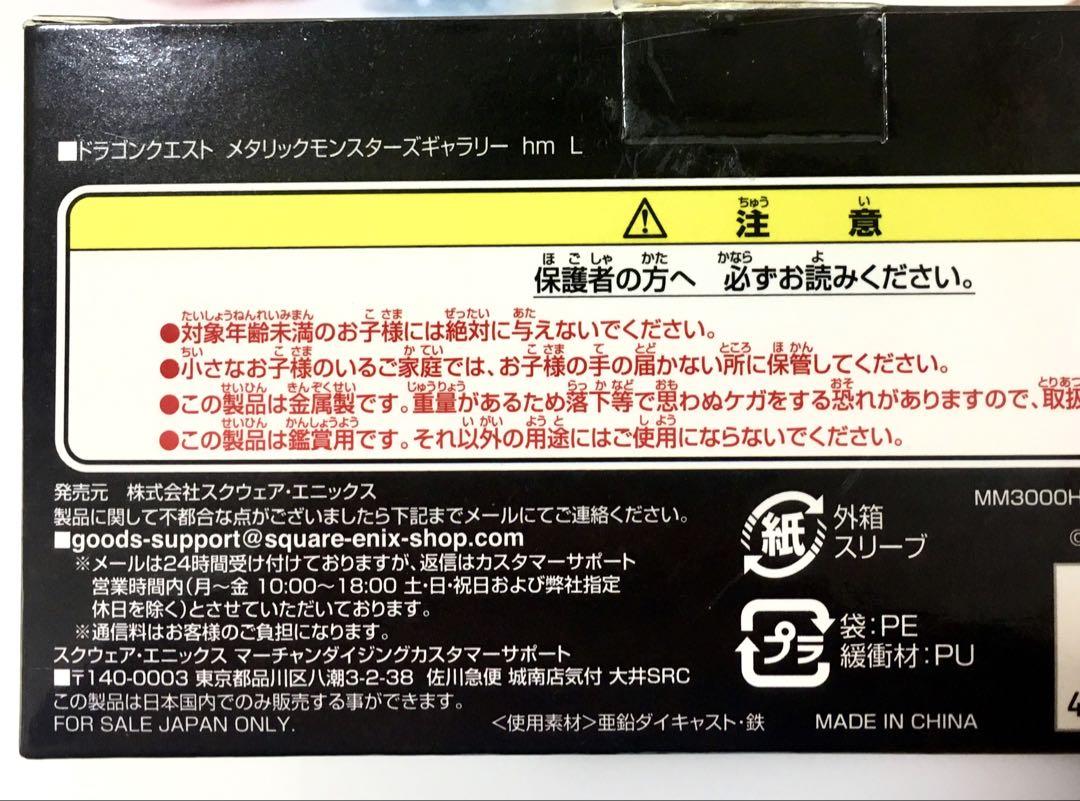 ■ドラゴンクエスト メタリックモンスターズギャラリー hm L
注意
保護者の方へ 必ずお読みください。
●対象年齢未満のお子様には絶対に与えないでください。
●小さなお子様のいるご家庭では、お子様の手の届かない所に保管してください。
●この製品は金属製です。重量があるため落下等で思わぬケガをする恐れがありますので、取扱
●この製品は鑑賞用です。それ以外の用途にはご使用にならないでください。
発売元 株式会社スクウェア・エニックス
製品に関して不都合な点がございましたら下記までメールにてご連絡ください。
■goods-support@square-enix-shop.com
※メールは24時間受け付けておりますが、返信はカスタマーサポート
営業時間内(月～金 10:00～18:00 土・日・祝日および弊社指定
休日を除く)とさせていただいております。
※通信料はお客様のご負担になります。
スクウェア・エニックス マーチャンダイジングカスタマーサポート
■〒140-0003 東京都品川区八潮3-2-38 佐川急便 城南店気付 大井SRC
この製品は日本国内でのみ販売する事ができます。
FOR SALE JAPAN ONLY.
<使用素材>亜鉛ダイキャスト・鉄
MADE IN CHINA
紙
外箱
スリーブ
プラ
袋:PE
緩衝材:PU
MM3000H
©
4